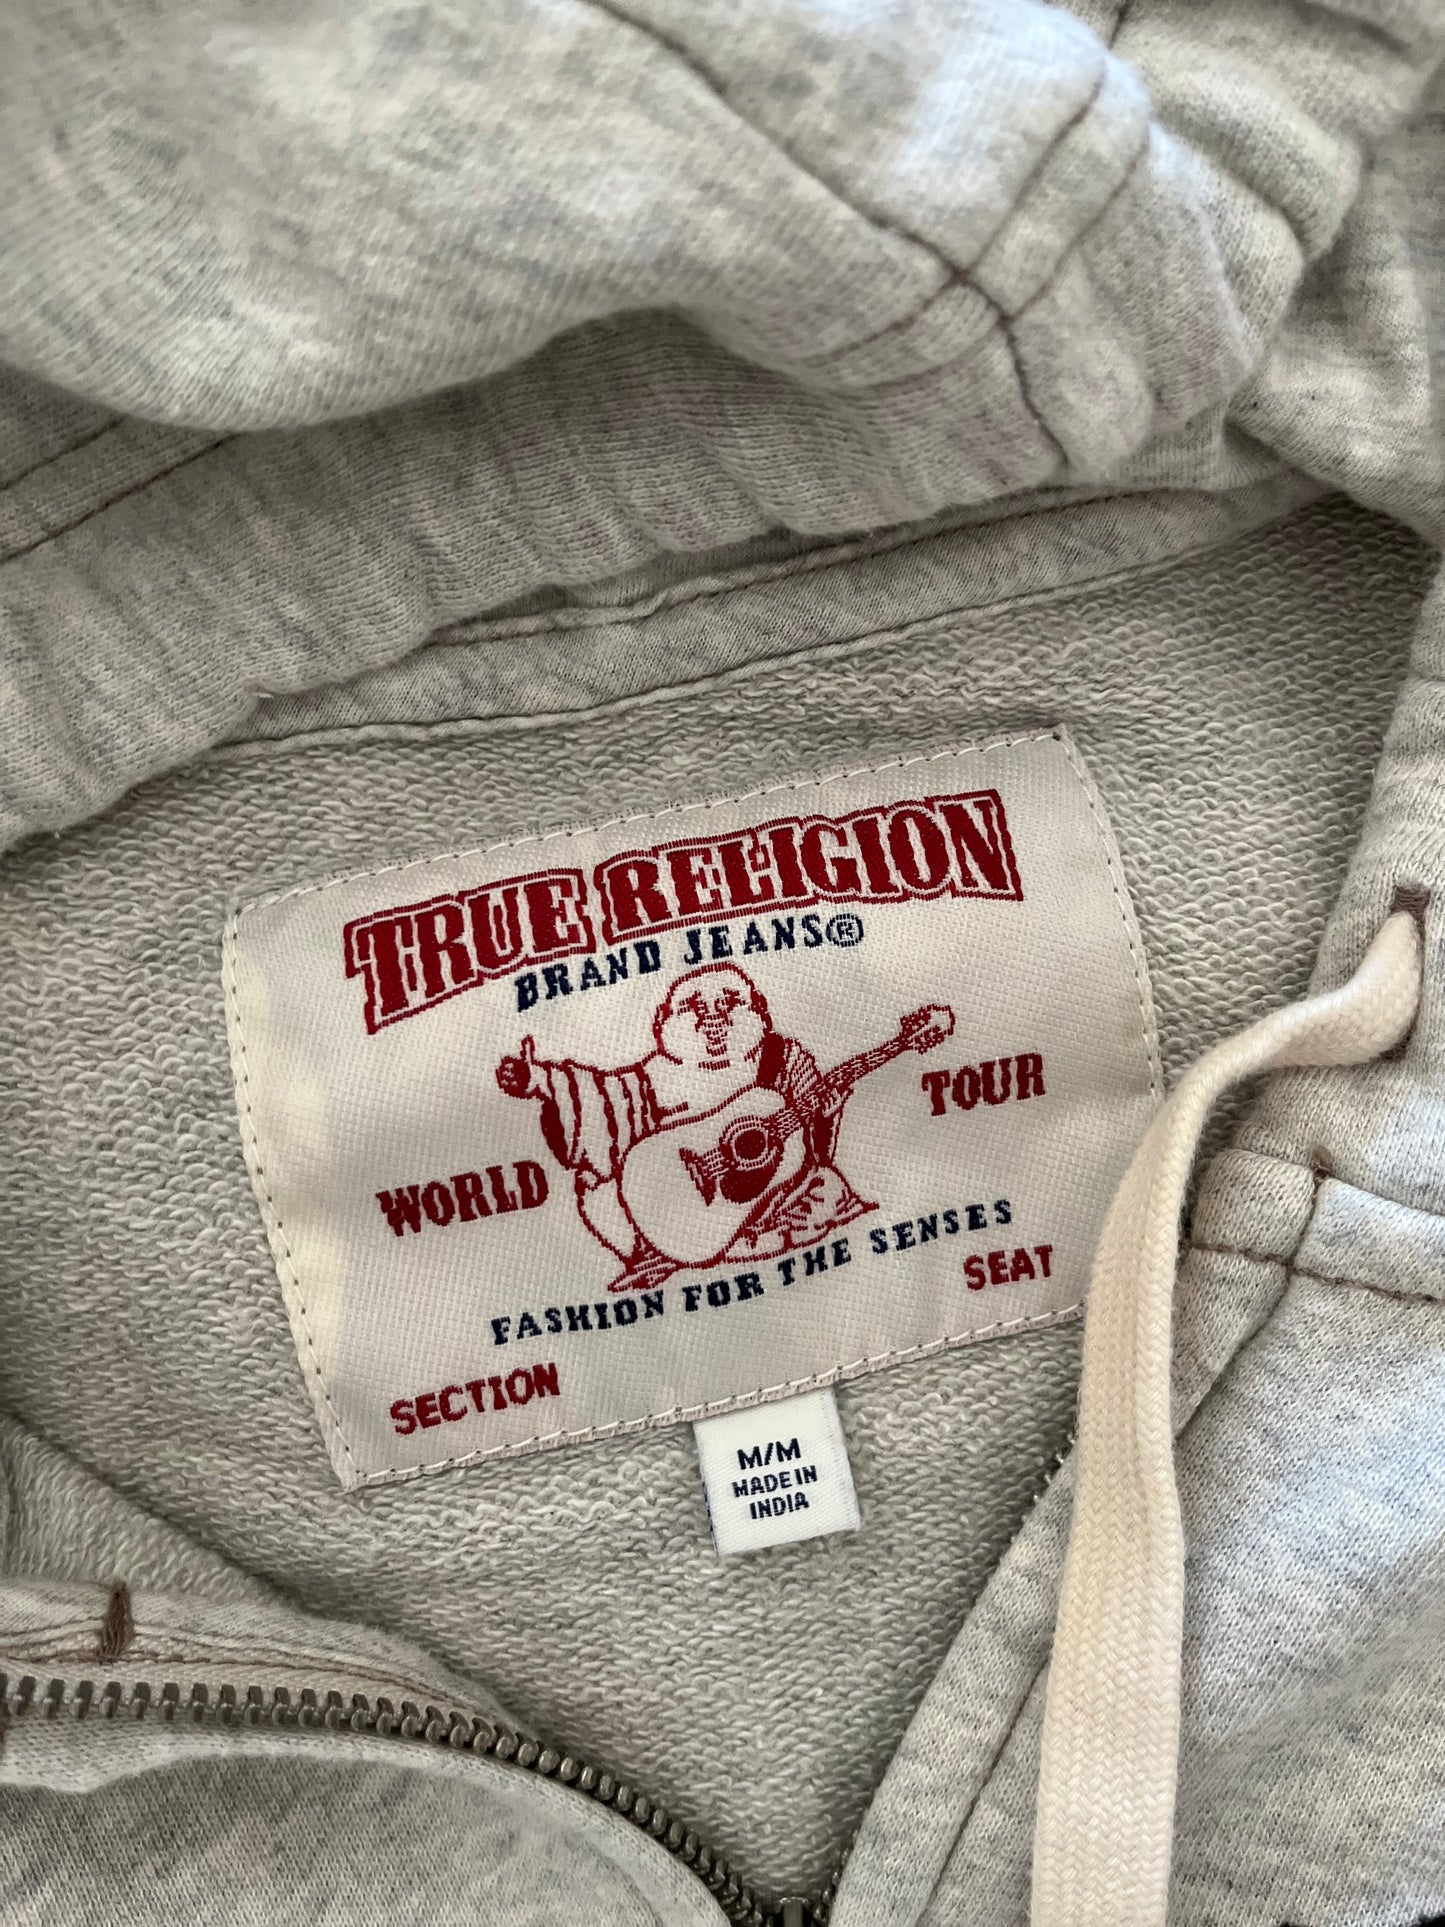 TRUE RELIGION
BRAND JEANS®
WORLD TOUR
FASHION FOR THE SENSES
SECTION SEAT
M/M
MADE IN
INDIA